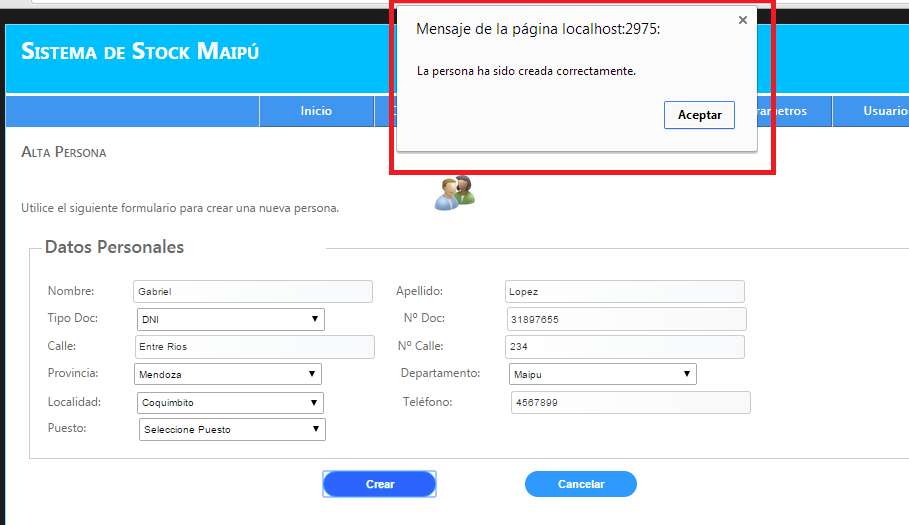 Mensaje de la página localhost:2975:
La persona ha sido creada correctamente.
Aceptar
Sistema de Stock Maipú
Inicio
Usuario
Alta Persona
Utilice el siguiente formulario para crear una nueva persona.
Datos Personales
Nombre: Gabriel Apellido: Lopez
Tipo Doc: DNI Nº Doc: 31897655
Calle: Entre Rios Nº Calle: 234
Provincia: Mendoza Departamento: Maipu
Localidad: Coquimbito Teléfono: 4567899
Puesto: Seleccione Puesto
Crear Cancelar